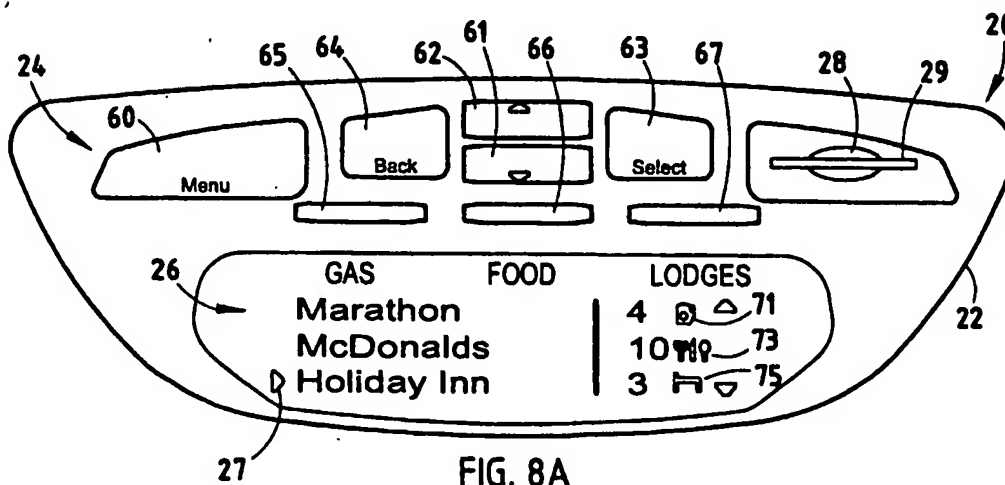 20
61
64 62 66 63 67
65 28
24 29
60
Back Select
Menu
GAS FOOD LODGES
26
Marathon 4 71
22
McDonalds 10 73
Holiday Inn 3 75
27
FIG. 8A